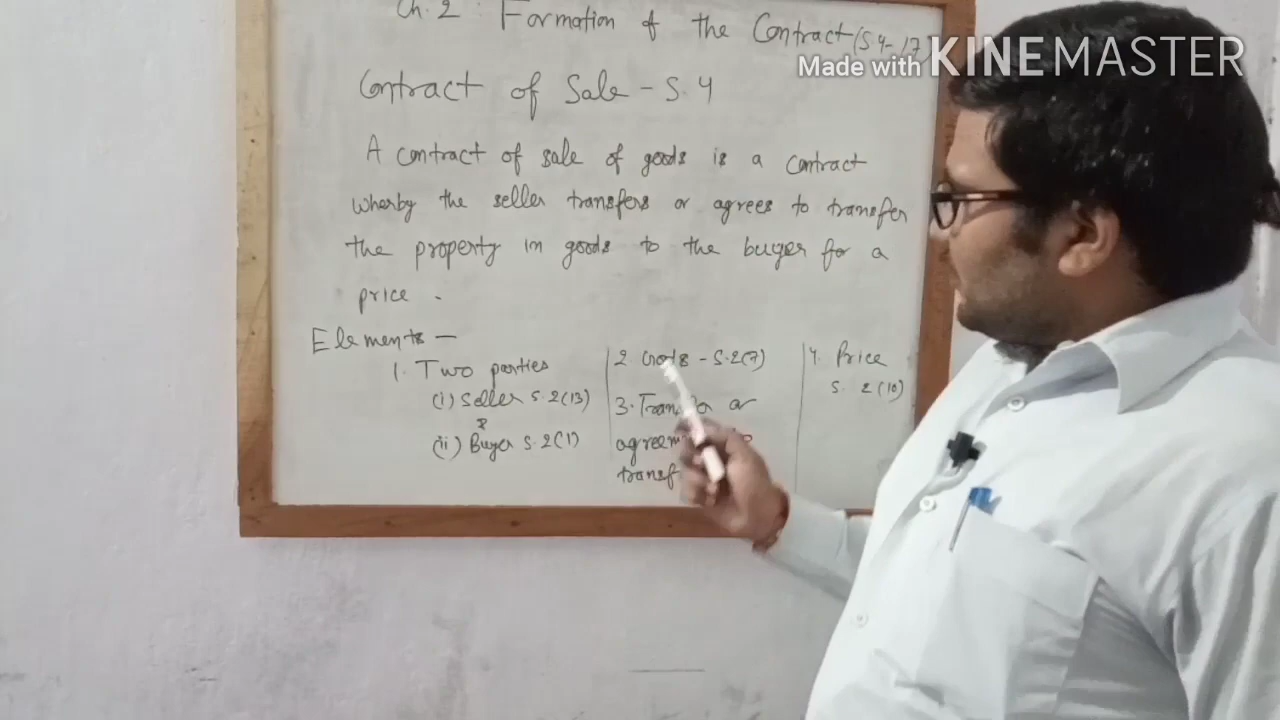 Ch. 2 : Formation of the Contract (S 4-17
Made with KINEMASTER
Contract of Sale - S. 4
A contract of sale of goods is a contract
wherby the seller transfers or agrees to transfer
the property in goods to the buyer for a
price .
Elements -
1. Two parties
(i) Seller S.2(13)
&
(ii) Buyer S.2(1)
2. Goods - S.2(7)
3. or
4. Price
S. 2(10)